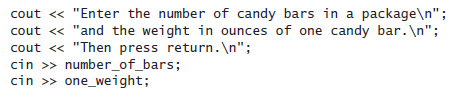 cout << "Enter the number of candy bars in a package\n";
cout << "and the weight in ounces of one candy bar.\n";
cout << "Then press return.\n";
cin >> number_of_bars;
cin >> one_weight;